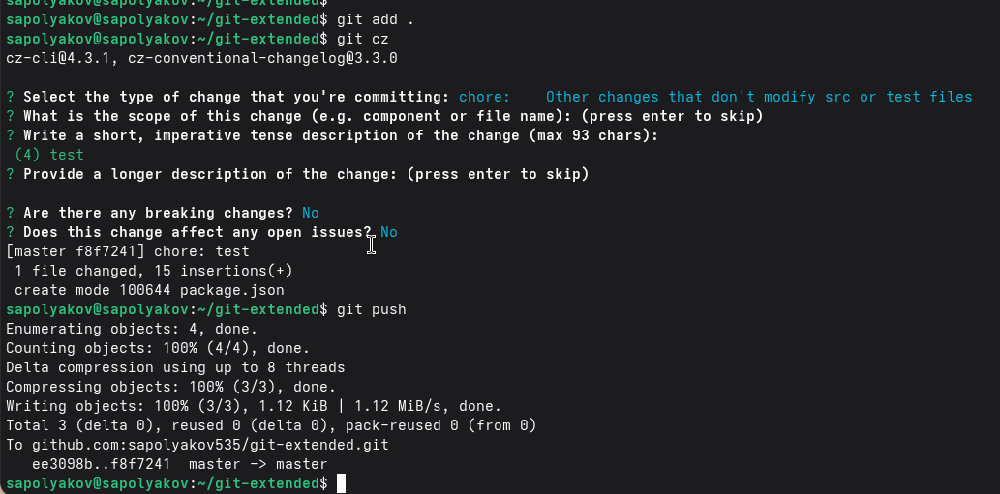 sapolyakov@sapolyakov:~/git-extended$
sapolyakov@sapolyakov:~/git-extended$ git add .
sapolyakov@sapolyakov:~/git-extended$ git cz
cz-cli@4.3.1, cz-conventional-changelog@3.3.0
? Select the type of change that you're committing: chore:    Other changes that don't modify src or test files
? What is the scope of this change (e.g. component or file name): (press enter to skip)
? Write a short, imperative tense description of the change (max 93 chars):
 (4) test
? Provide a longer description of the change: (press enter to skip)
? Are there any breaking changes? No
? Does this change affect any open issues? No
[master f8f7241] chore: test
 1 file changed, 15 insertions(+)
 create mode 100644 package.json
sapolyakov@sapolyakov:~/git-extended$ git push
Enumerating objects: 4, done.
Counting objects: 100% (4/4), done.
Delta compression using up to 8 threads
Compressing objects: 100% (3/3), done.
Writing objects: 100% (3/3), 1.12 KiB | 1.12 MiB/s, done.
Total 3 (delta 0), reused 0 (delta 0), pack-reused 0 (from 0)
To github.com:sapolyakov535/git-extended.git
   ee3098b..f8f7241  master -> master
sapolyakov@sapolyakov:~/git-extended$